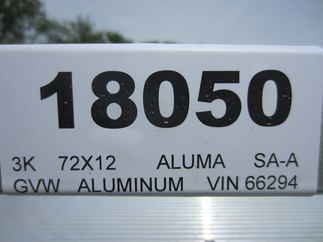 18050
3K 72X12 ALUMA SA-A
GVW ALUMINUM VIN 66294